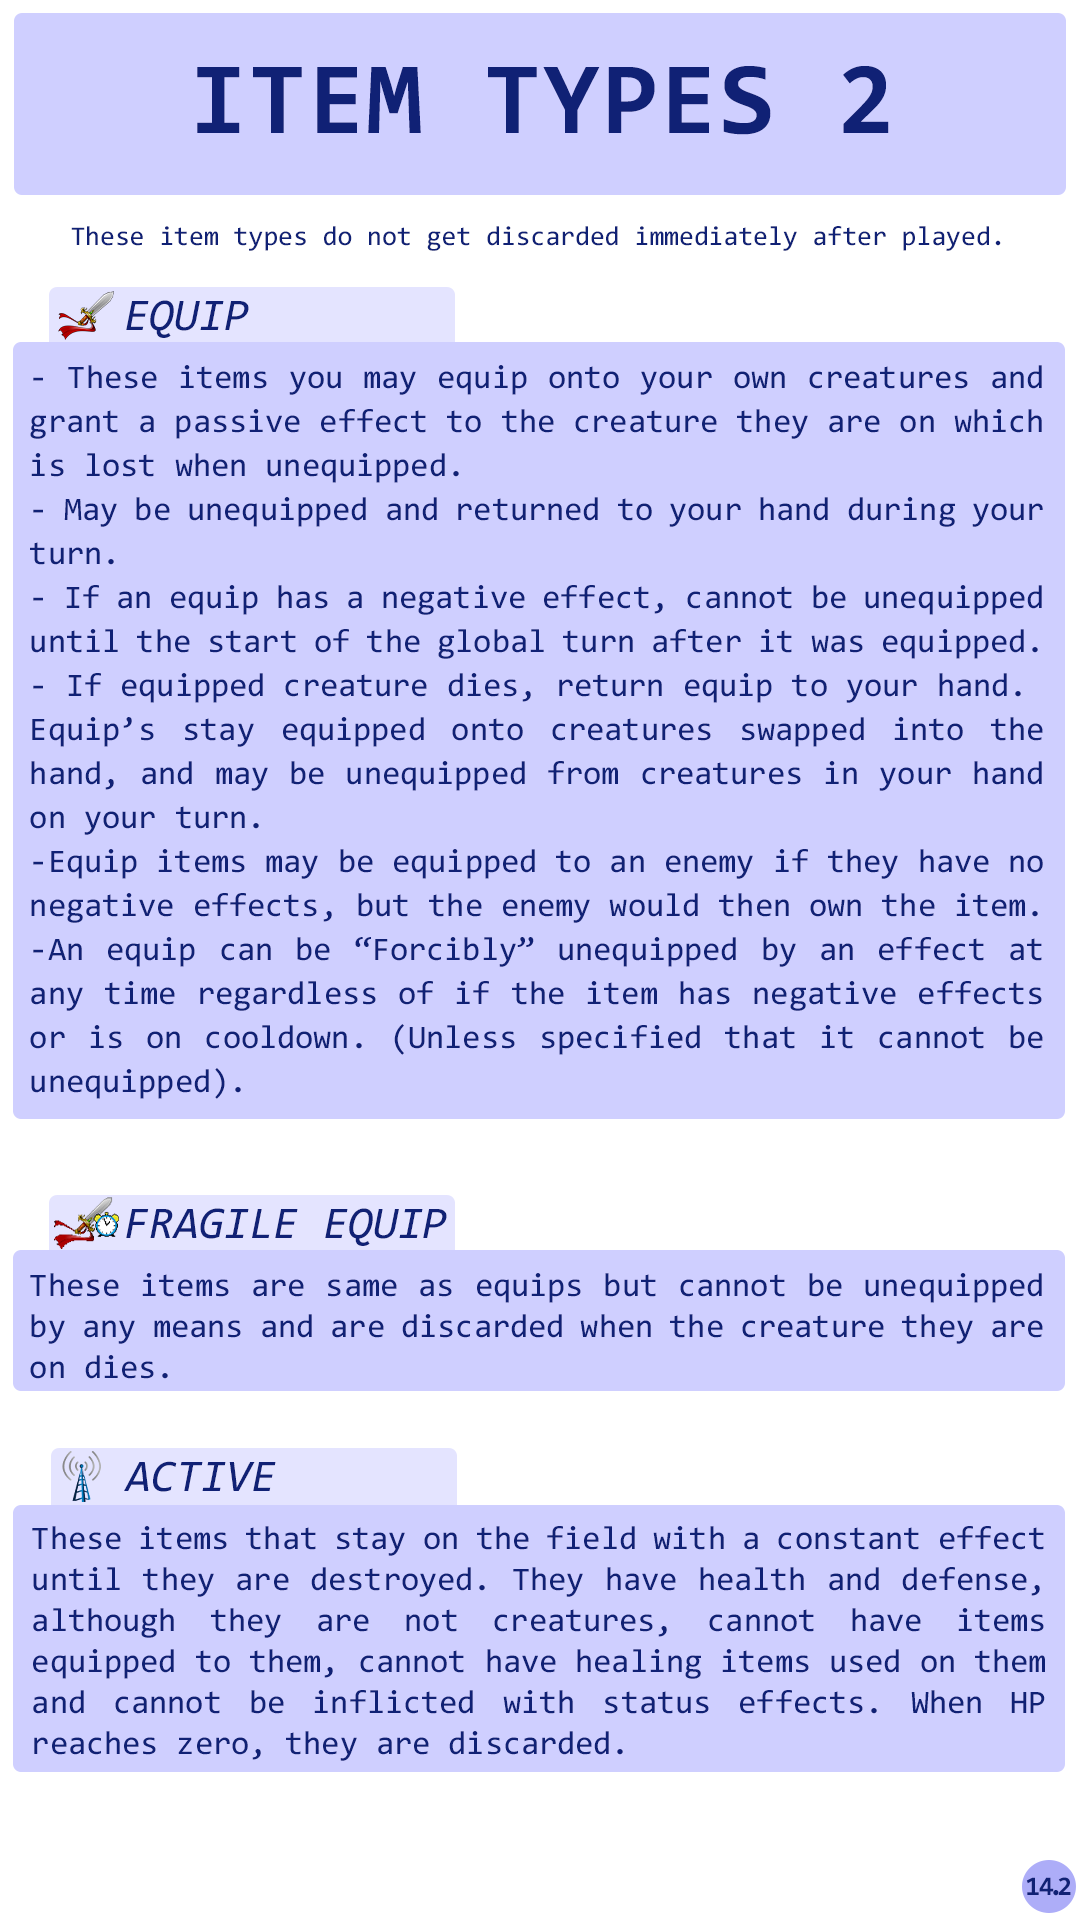 ITEM TYPES 2
These item types do not get discarded immediately after played.
EQUIP
- These items you may equip onto your own creatures and
grant a passive effect to the creature they are on which
is lost when unequipped.
- May be unequipped and returned to your hand during your
turn.
- If an equip has a negative effect, cannot be unequipped
until the start of the global turn after it was equipped.
- If equipped creature dies, return equip to your hand.
Equip’s stay equipped onto creatures swapped into the
hand, and may be unequipped from creatures in your hand
on your turn.
-Equip items may be equipped to an enemy if they have no
negative effects, but the enemy would then own the item.
-An equip can be “Forcibly” unequipped by an effect at
any time regardless of if the item has negative effects
or is on cooldown. (Unless specified that it cannot be
unequipped).
FRAGILE EQUIP
These items are same as equips but cannot be unequipped
by any means and are discarded when the creature they are
on dies.
ACTIVE
These items that stay on the field with a constant effect
until they are destroyed. They have health and defense,
although they are not creatures, cannot have items
equipped to them, cannot have healing items used on them
and cannot be inflicted with status effects. When HP
reaches zero, they are discarded.
14.2